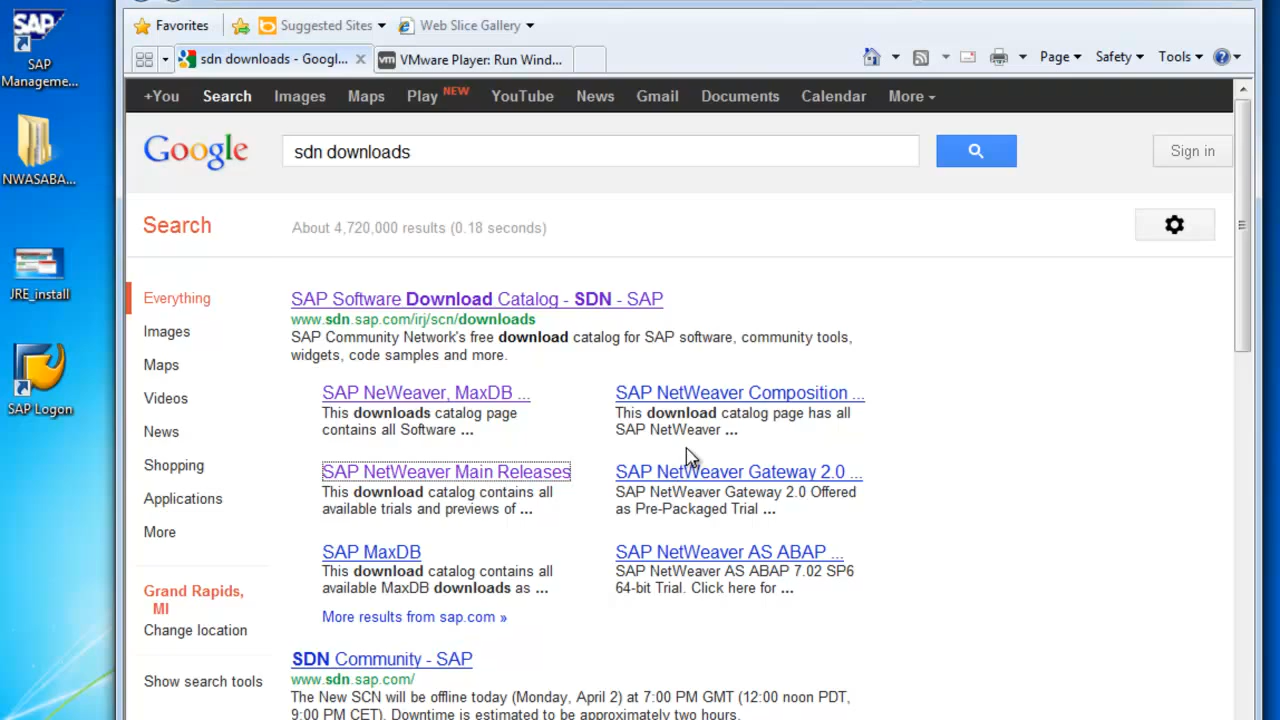 SAP
SAP
Manageme...
NWASABA...
JRE_install
SAP Logon
Favorites
Suggested Sites
Web Slice Gallery
sdn downloads - Googl...
vm
VMware Player: Run Wind...
Page
Safety
Tools
+You
Search
Images
Maps
Play NEW
YouTube
News
Gmail
Documents
Calendar
More
Google
sdn downloads
Sign in
Search
About 4,720,000 results (0.18 seconds)
Everything
Images
Maps
Videos
News
Shopping
Applications
More
Grand Rapids,
MI
Change location
Show search tools
SAP Software Download Catalog - SDN - SAP
www.sdn.sap.com/irj/scn/downloads
SAP Community Network's free download catalog for SAP software, community tools,
widgets, code samples and more.
SAP NeWeaver, MaxDB ...
This downloads catalog page
contains all Software ...
SAP NetWeaver Composition ...
This download catalog page has all
SAP NetWeaver ...
SAP NetWeaver Main Releases
This download catalog contains all
available trials and previews of ...
SAP NetWeaver Gateway 2.0 ...
SAP NetWeaver Gateway 2.0 Offered
as Pre-Packaged Trial ...
SAP MaxDB
This download catalog contains all
available MaxDB downloads as ...
SAP NetWeaver AS ABAP ...
SAP NetWeaver AS ABAP 7.02 SP6
64-bit Trial. Click here for ...
More results from sap.com »
SDN Community - SAP
www.sdn.sap.com/
The New SCN will be offline today (Monday, April 2) at 7:00 PM GMT (12:00 noon PDT,
9:00 PM CET). Downtime is estimated to be approximately two hours.